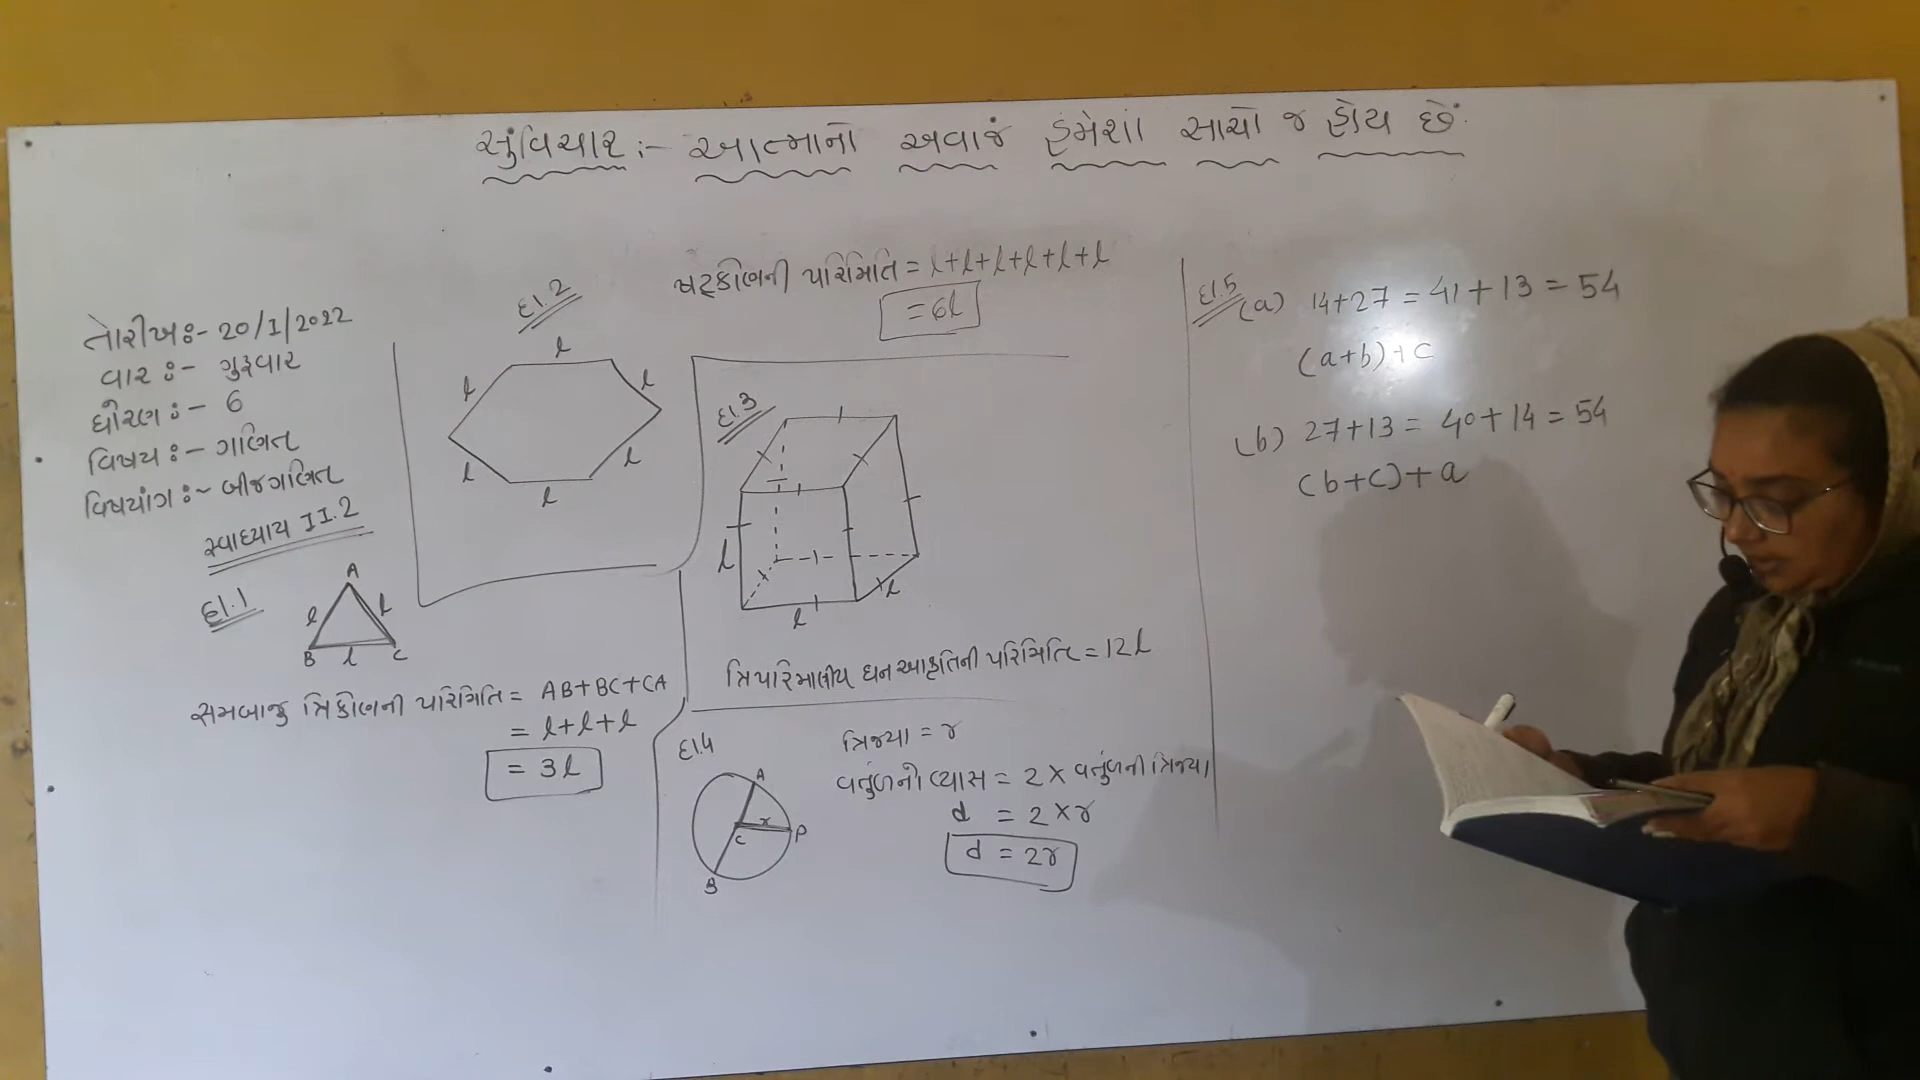 સુવિચાર :- આત્માનો અવાજ હંમેશા સાચો જ હોય છે.
તારીખ :- 20/1/2022
વાર :- ગુરૂવાર
ધોરણ :- 6
વિષય :- ગણિત
વિષયાંગ :- બીજગણિત
સ્વાધ્યાય 11.2
દા.1
A
l l
B l C
સમબાજુ ત્રિકોણની પરિમિતિ = AB+BC+CA
= l+l+l
= 3l
દા.2
l
l l
l l
l
ષટ્કોણની પરિમિતિ = l+l+l+l+l+l
= 6l
દા.3
l
l
l
ત્રિપરિમાણીય ઘન આકૃતિની પરિમિતિ = 12l
દા.4
A
x
C P
B
ત્રિજ્યા = r
વર્તુળનો વ્યાસ = 2 × વર્તુળની ત્રિજ્યા
d = 2×r
d = 2r
દા.5
(a) 14+27 = 41+13 = 54
(a+b)+c
(b) 27+13 = 40+14 = 54
(b+c)+a